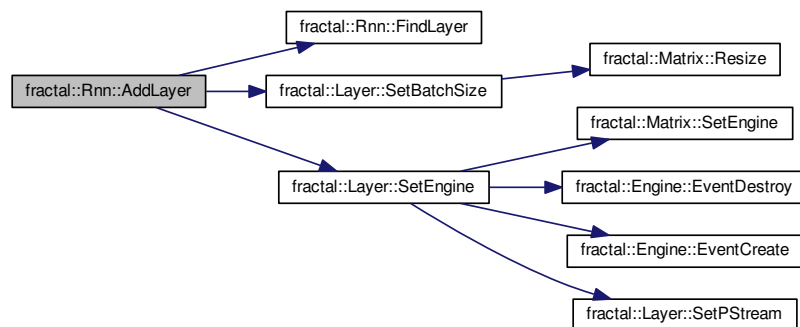 fractal::Rnn::FindLayer
fractal::Matrix::Resize
fractal::Rnn::AddLayer
fractal::Layer::SetBatchSize
fractal::Matrix::SetEngine
fractal::Layer::SetEngine
fractal::Engine::EventDestroy
fractal::Engine::EventCreate
fractal::Layer::SetPStream